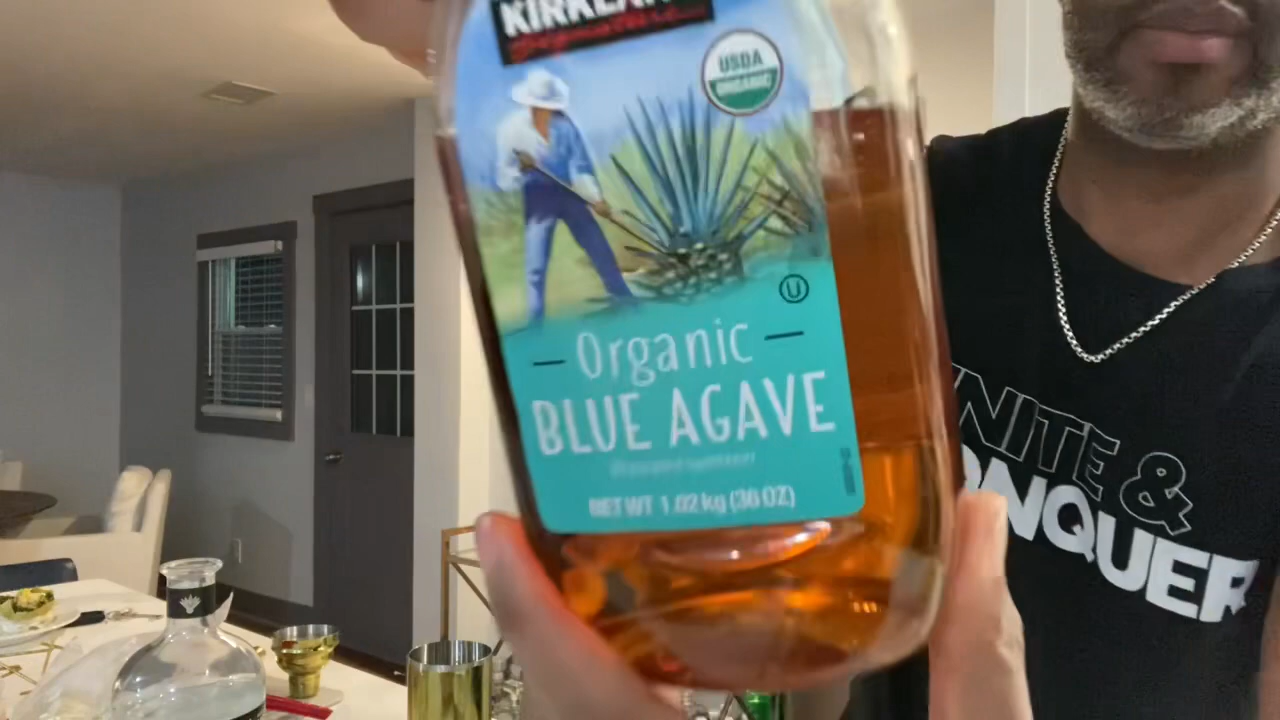 USDA
ORGANIC
Organic
BLUE AGAVE
NET WT 1.02 kg (36 OZ)
U
NITE &
ONQUER